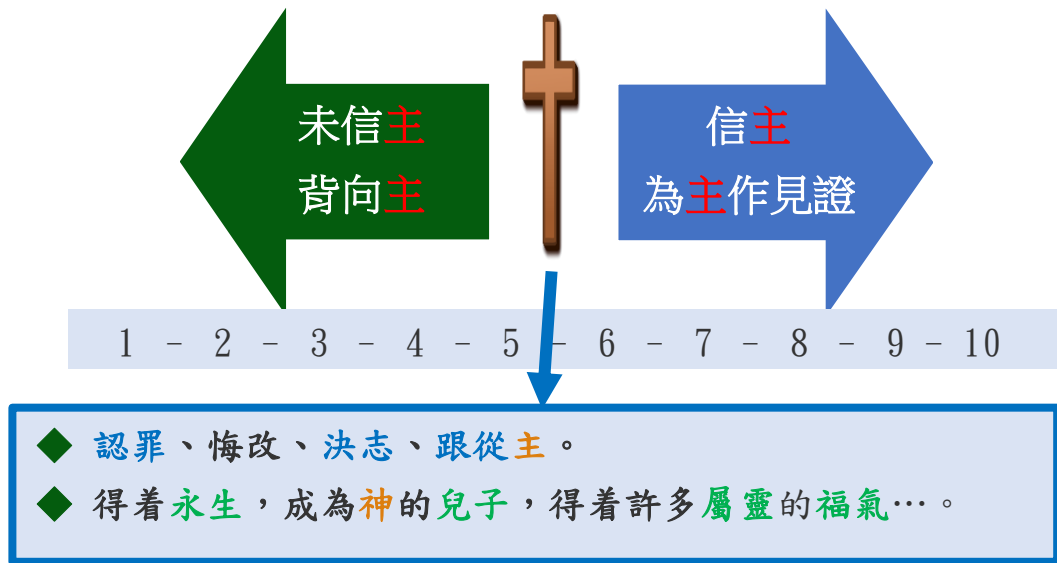 未信主
背向主
信主
為主作見證
1 - 2 - 3 - 4 - 5 - 6 - 7 - 8 - 9 - 10
認罪、悔改、決志、跟從主。
得着永生，成為神的兒子，得着許多屬靈的福氣…。